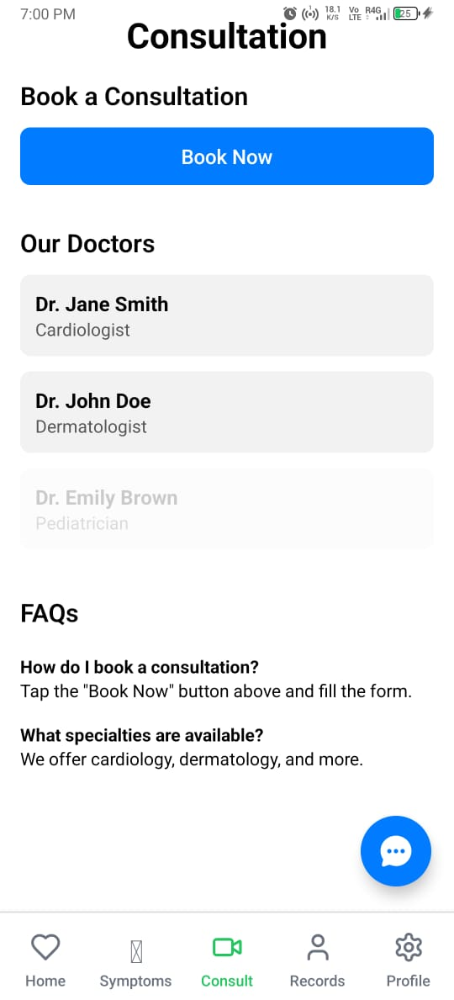 7:00 PM
18.1 K/S Vo LTE R4G 25
Consultation
Book a Consultation
Book Now
Our Doctors
Dr. Jane Smith
Cardiologist
Dr. John Doe
Dermatologist
Dr. Emily Brown
Pediatrician
FAQs
How do I book a consultation?
Tap the "Book Now" button above and fill the form.
What specialties are available?
We offer cardiology, dermatology, and more.
Home Symptoms Consult Records Profile